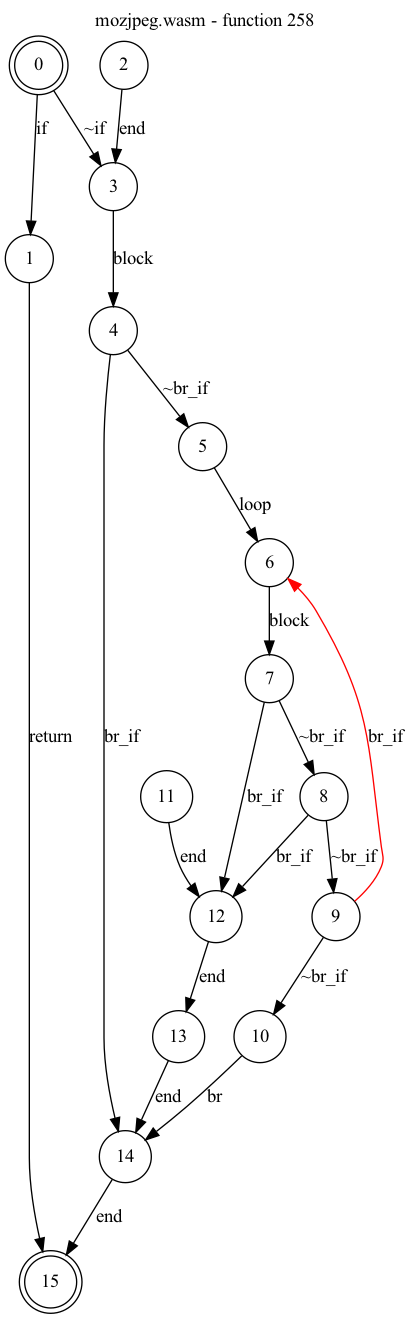 mozjpeg.wasm - function 258
0
2
if
~if
end
3
1
block
4
~br_if
5
loop
6
block
7
return
br_if
~br_if
br_if
11
br_if
8
end
br_if
~br_if
12
9
end
~br_if
13
10
end
br
14
end
15